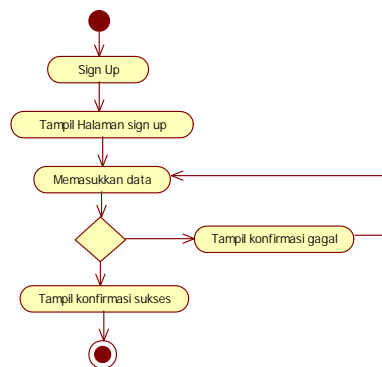 Sign Up
Tampil Halaman sign up
Memasukkan data
Tampil konfirmasi gagal
Tampil konfirmasi sukses